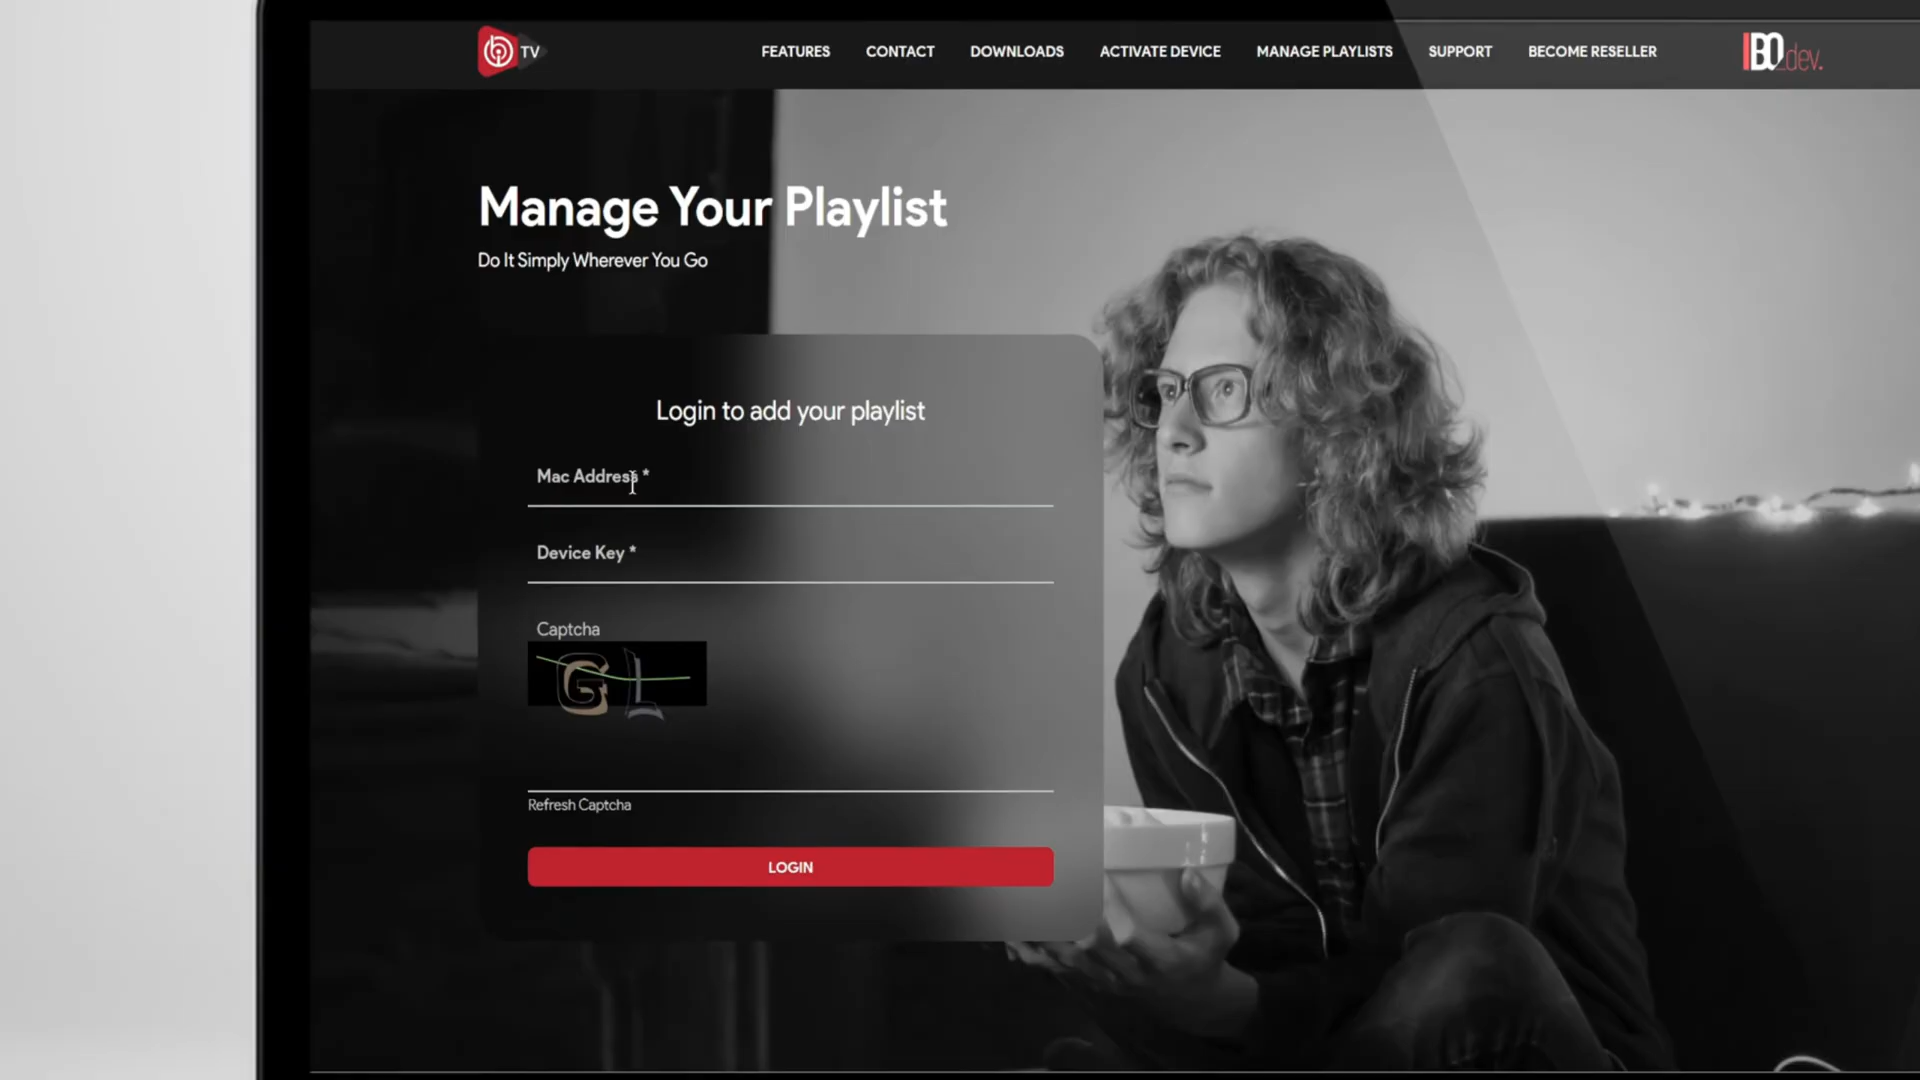 TV
FEATURES
CONTACT
DOWNLOADS
ACTIVATE DEVICE
MANAGE PLAYLISTS
SUPPORT
BECOME RESELLER
IBO dev.
Manage Your Playlist
Do It Simply Wherever You Go
Login to add your playlist
Mac Address *
Device Key *
Captcha
GL
Refresh Captcha
LOGIN